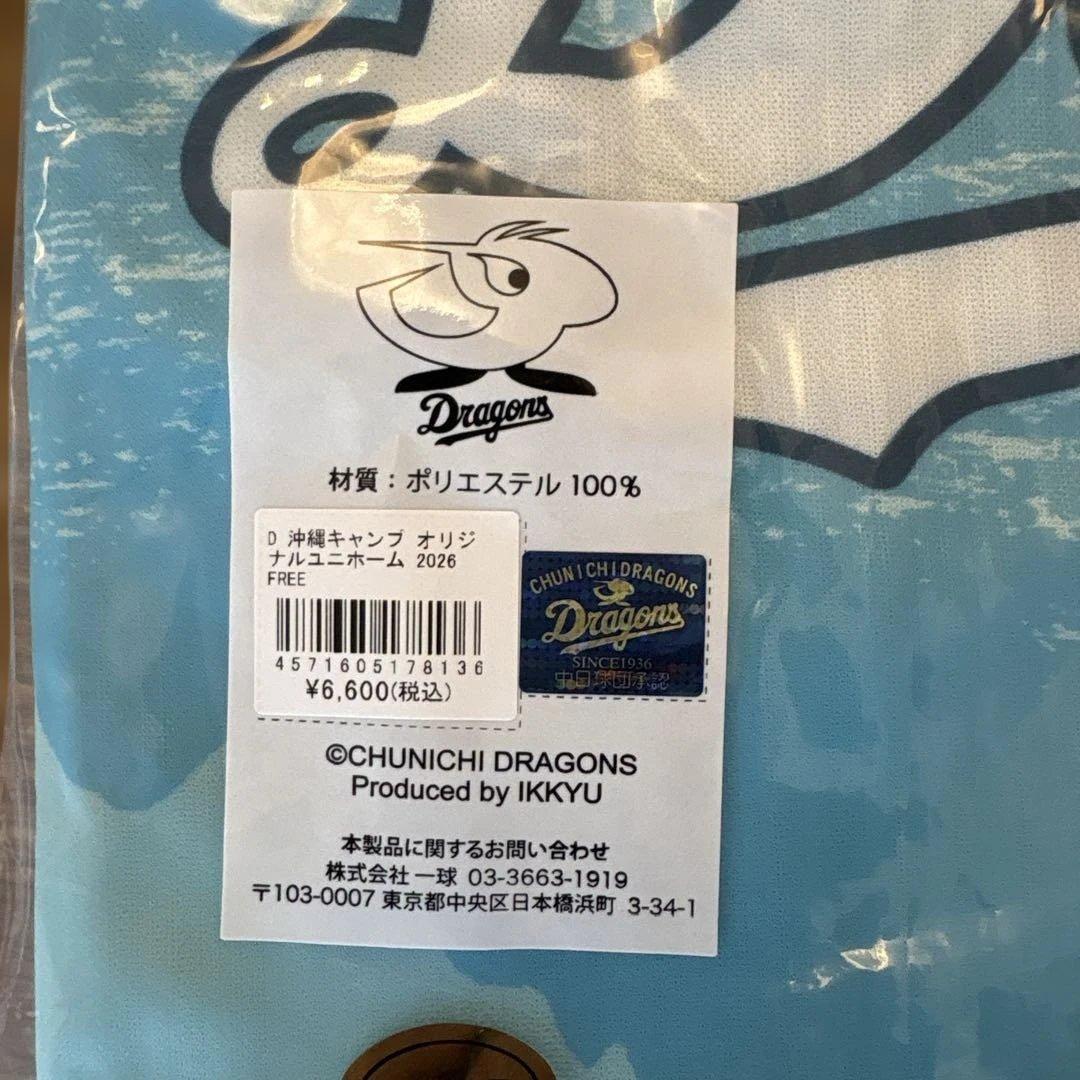 Dragons
材質：ポリエステル 100%
D 沖縄キャンプ オリジ
ナルユニホーム 2026
FREE
4571605178136
¥6,600(税込)
CHUNICHIDRAGONS
Dragons
SINCE1936
中日球団承認
©CHUNICHI DRAGONS
Produced by IKKYU
本製品に関するお問い合わせ
株式会社一球 03-3663-1919
〒103-0007 東京都中央区日本橋浜町 3-34-1